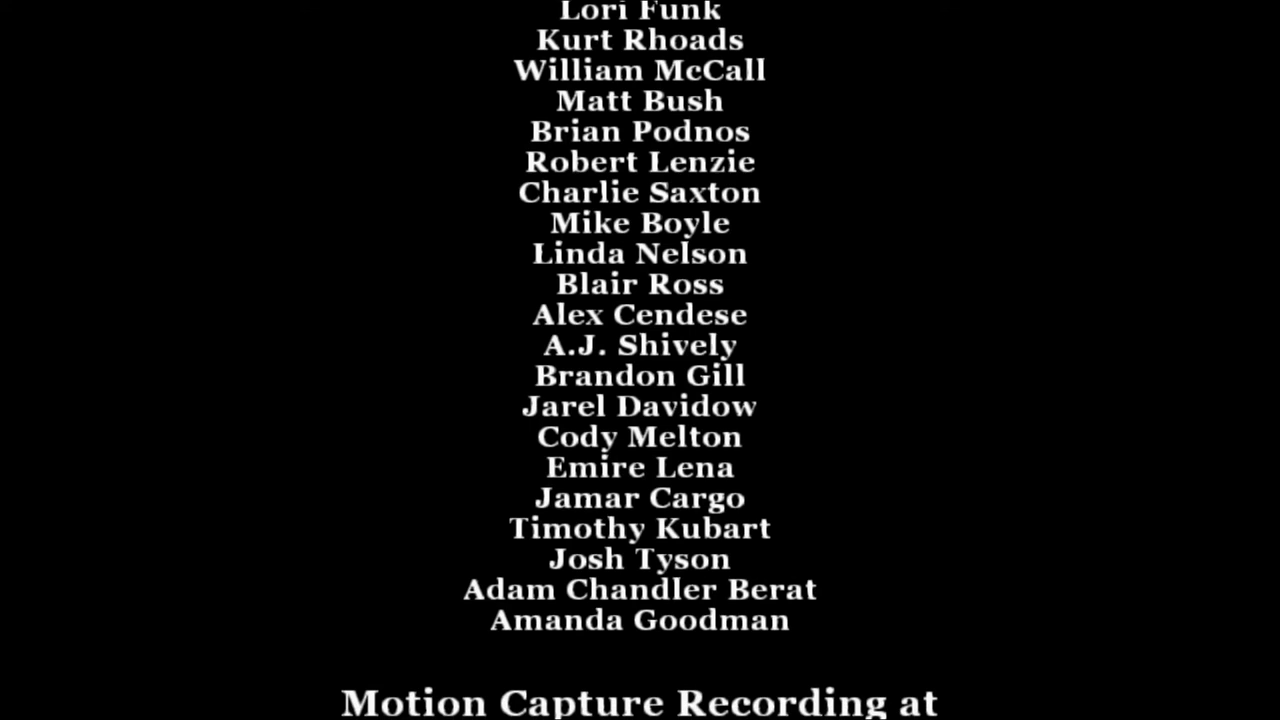 Lori Funk
Kurt Rhoads
William McCall
Matt Bush
Brian Podnos
Robert Lenzie
Charlie Saxton
Mike Boyle
Linda Nelson
Blair Ross
Alex Cendese
A.J. Shively
Brandon Gill
Jarel Davidow
Cody Melton
Emire Lena
Jamar Cargo
Timothy Kubart
Josh Tyson
Adam Chandler Berat
Amanda Goodman
Motion Capture Recording at